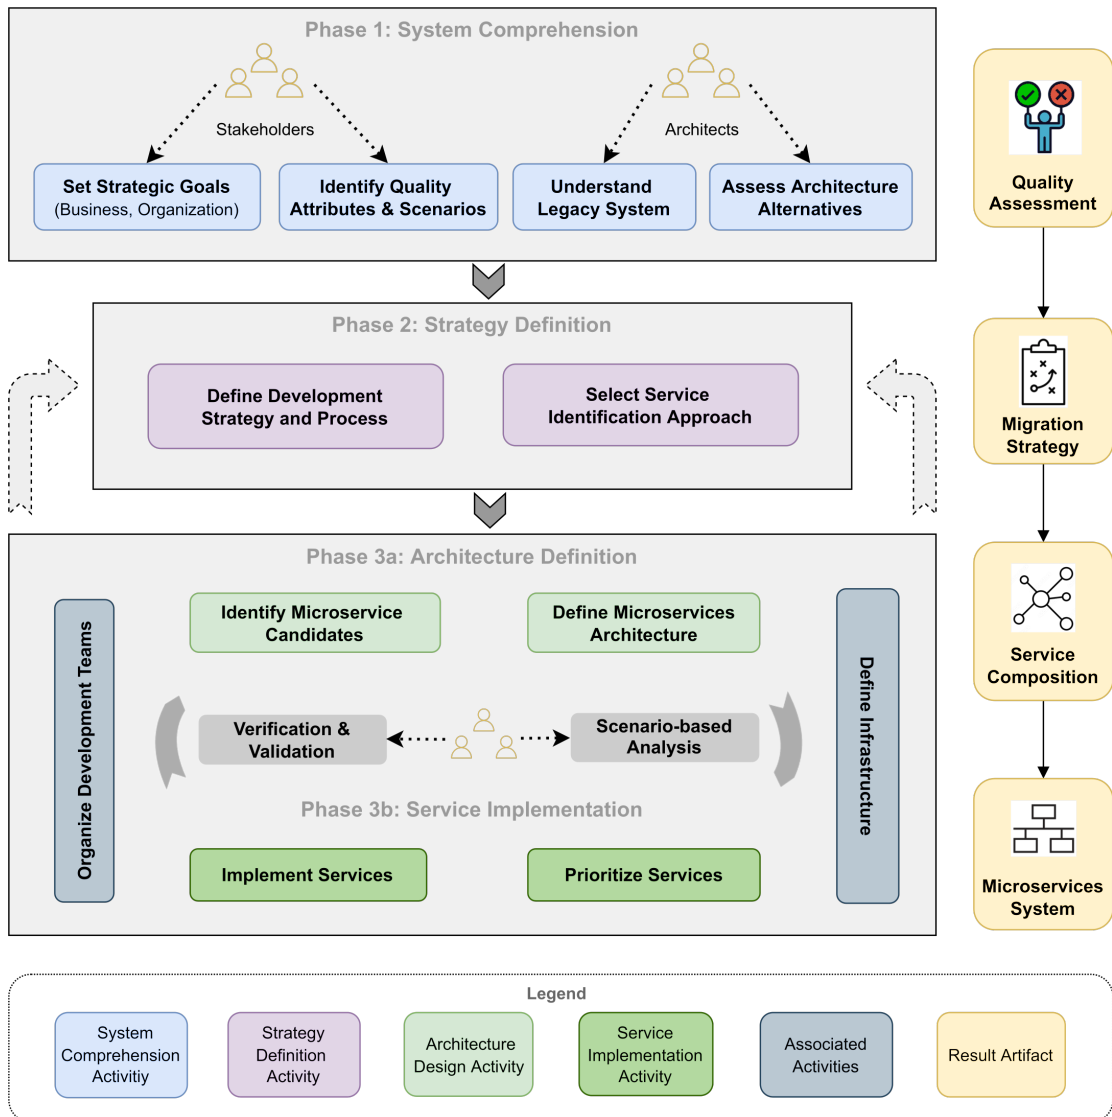 Phase 1: System Comprehension
Stakeholders
Architects
Set Strategic Goals
(Business, Organization)
Identify Quality
Attributes & Scenarios
Understand
Legacy System
Assess Architecture
Alternatives
Phase 2: Strategy Definition
Define Development
Strategy and Process
Select Service
Identification Approach
Phase 3a: Architecture Definition
Organize Development Teams
Identify Microservice
Candidates
Define Microservices
Architecture
Define Infrastructure
Verification &
Validation
Scenario-based
Analysis
Phase 3b: Service Implementation
Implement Services
Prioritize Services
Quality
Assessment
Migration
Strategy
Service
Composition
Microservices
System
Legend
System
Comprehension
Activitiy
Strategy
Definition
Activity
Architecture
Design Activity
Service
Implementation
Activity
Associated
Activities
Result Artifact